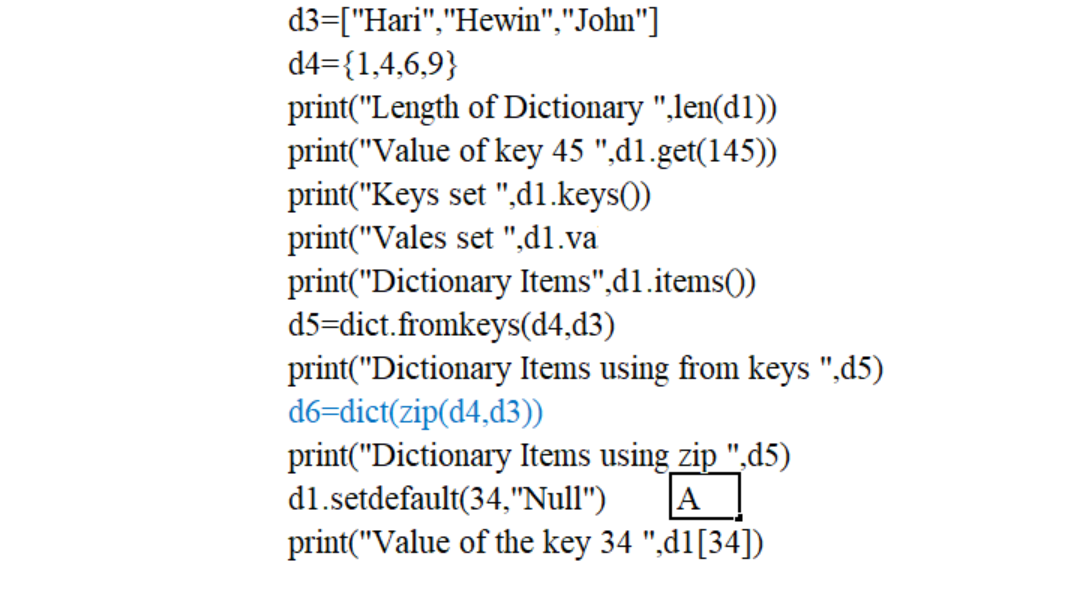 d3=["Hari","Hewin","John"]
d4={1,4,6,9}
print("Length of Dictionary ",len(d1))
print("Value of key 45 ",d1.get(145))
print("Keys set ",d1.keys())
print("Vales set ",d1.va
print("Dictionary Items",d1.items())
d5=dict.fromkeys(d4,d3)
print("Dictionary Items using from keys ",d5)
d6=dict(zip(d4,d3))
print("Dictionary Items using zip ",d5)
d1.setdefault(34,"Null") A
print("Value of the key 34 ",d1[34])